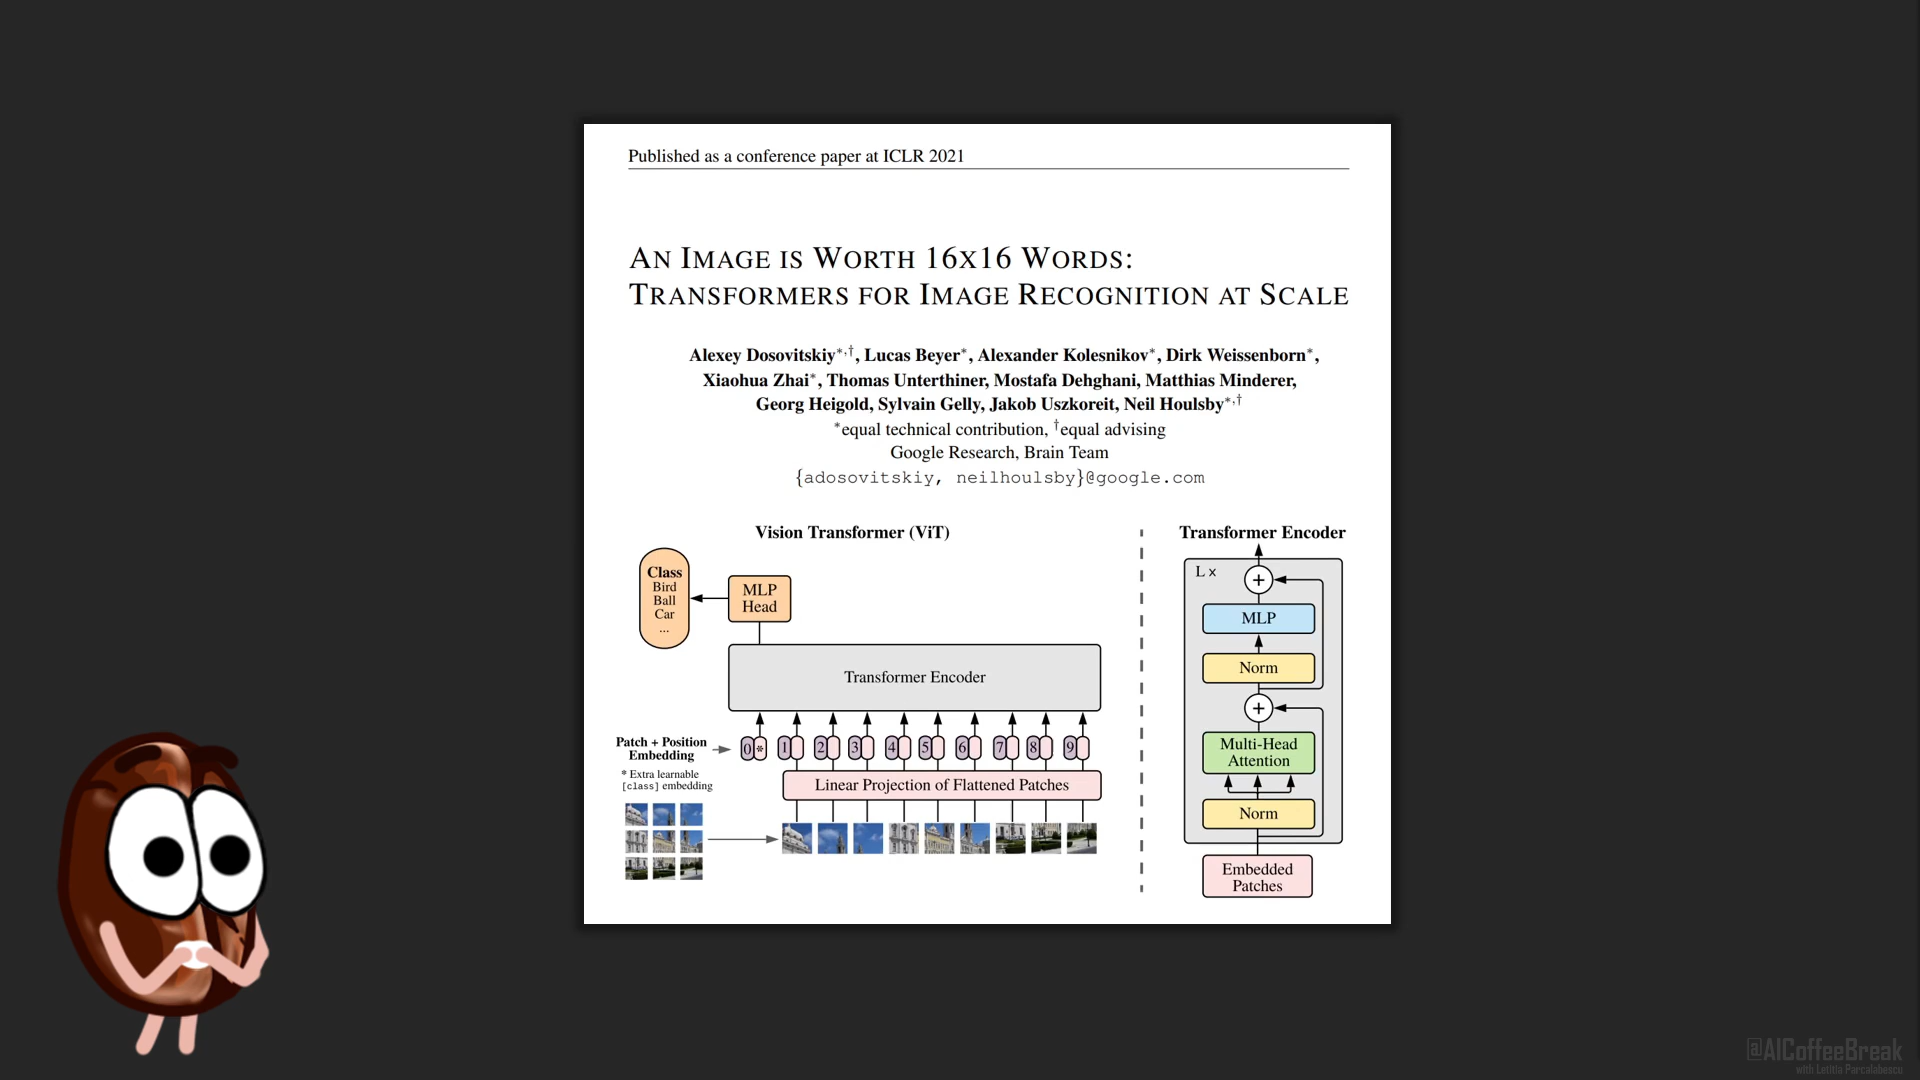 Published as a conference paper at ICLR 2021
AN IMAGE IS WORTH 16X16 WORDS:
TRANSFORMERS FOR IMAGE RECOGNITION AT SCALE
Alexey Dosovitskiy*,†, Lucas Beyer*, Alexander Kolesnikov*, Dirk Weissenborn*,
Xiaohua Zhai*, Thomas Unterthiner, Mostafa Dehghani, Matthias Minderer,
Georg Heigold, Sylvain Gelly, Jakob Uszkoreit, Neil Houlsby*,†
*equal technical contribution, †equal advising
Google Research, Brain Team
{adosovitskiy, neilhoulsby}@google.com
Vision Transformer (ViT)
Class
Bird
Ball
Car
...
MLP
Head
Transformer Encoder
Patch + Position
Embedding
0 * 1 2 3 4 5 6 7 8 9
* Extra learnable
[class] embedding
Linear Projection of Flattened Patches
Transformer Encoder
L x
+
MLP
Norm
+
Multi-Head
Attention
Norm
Embedded
Patches
@AICoffeeBreak
with Letitia Parcalabescu